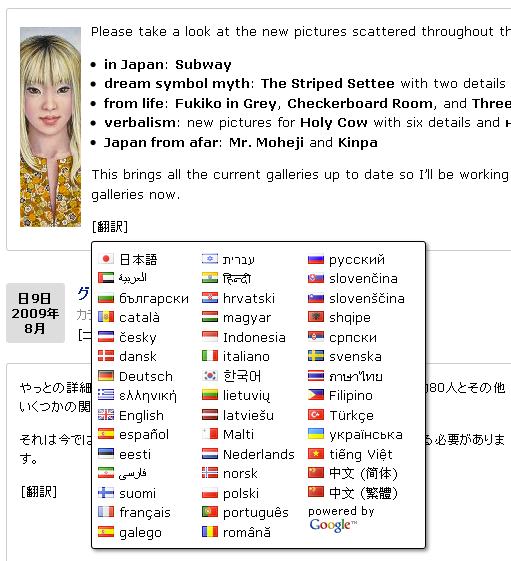 Please take a look at the new pictures scattered throughout
in Japan: Subway
dream symbol myth: The Striped Settee with two details
from life: Fukiko in Grey, Checkerboard Room, and Three
verbalism: new pictures for Holy Cow with six details and
Japan from afar: Mr. Moheji and Kinpa
This brings all the current galleries up to date so I'll be working
galleries now.
[翻訳]
日本語
العربية
български
català
česky
dansk
Deutsch
ελληνική
English
español
eesti
فارسی
suomi
français
galego
עברית
हिन्दी
hrvatski
magyar
Indonesia
italiano
한국어
lietuvių
latviešu
Malti
Nederlands
norsk
polski
português
română
русский
slovenčina
slovenščina
shqipe
српски
svenska
ภาษาไทย
Filipino
Türkçe
українська
tiếng Việt
中文 (简体)
中文 (繁體)
powered by
Google™
日9日
2009年
8月
やっとの詳細
80人とその他
いくつかの関
それは今では
る必要がありま
す。
[翻訳]